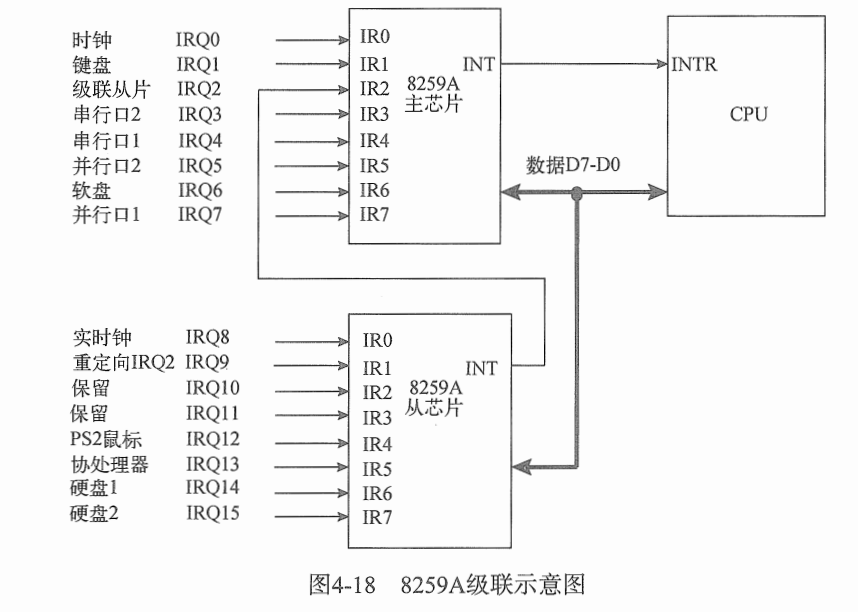 时钟 IRQ0 IR0
键盘 IRQ1 IR1 INT INTR
级联从片 IRQ2 IR2 8259A
串行口2 IRQ3 IR3 主芯片 CPU
串行口1 IRQ4 IR4
并行口2 IRQ5 IR5 数据D7-D0
软盘 IRQ6 IR6
并行口1 IRQ7 IR7
实时钟 IRQ8 IR0
重定向IRQ2 IRQ9 IR1 INT
保留 IRQ10 IR2 8259A
保留 IRQ11 IR3 从芯片
PS2鼠标 IRQ12 IR4
协处理器 IRQ13 IR5
硬盘1 IRQ14 IR6
硬盘2 IRQ15 IR7
图4-18 8259A级联示意图